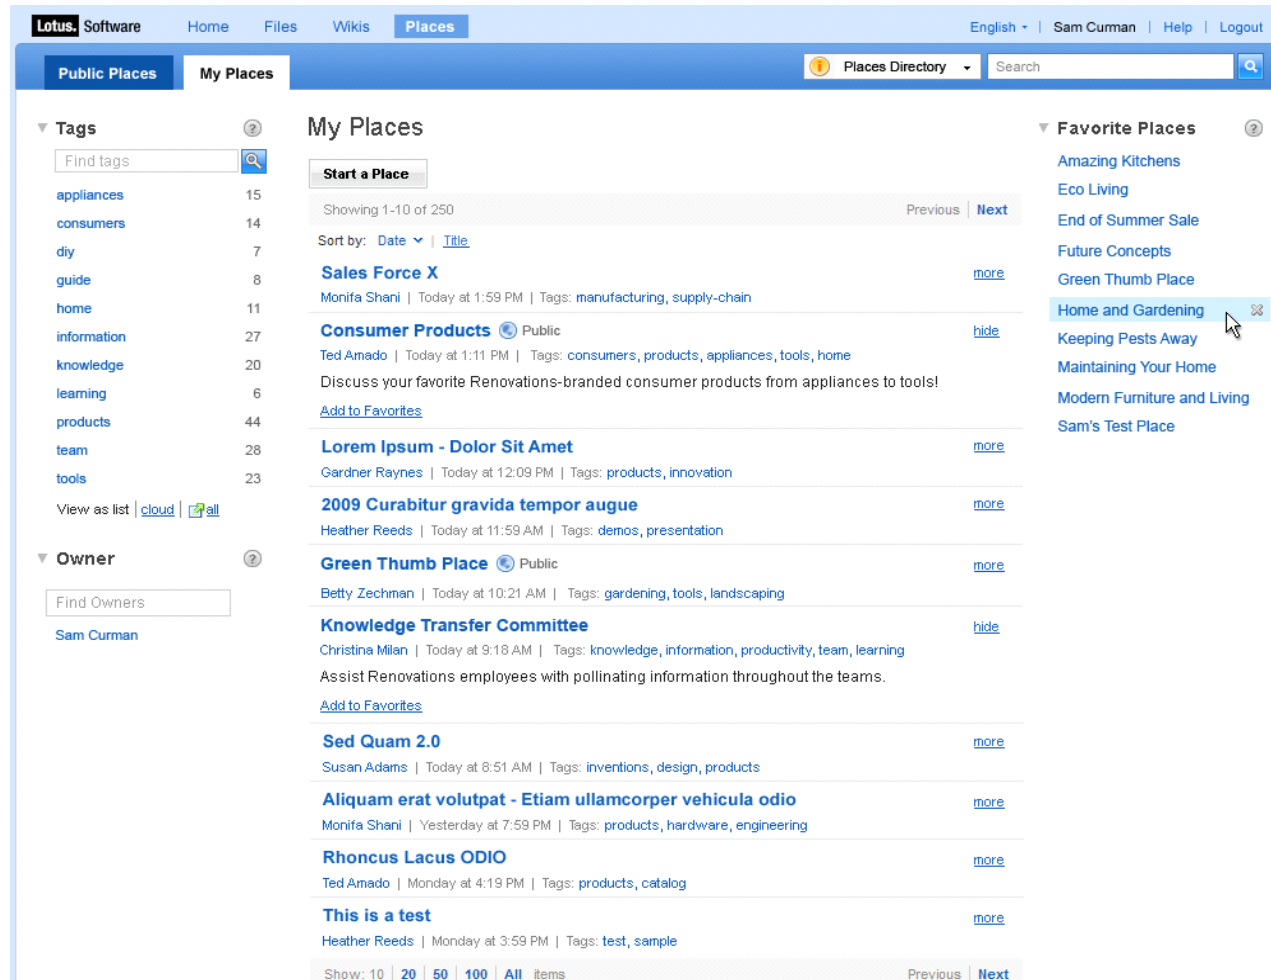 Lotus. Software Home Files Wikis Places English | Sam Curman | Help | Logout
Public Places My Places Places Directory Search
Tags ?
Find tags
appliances 15
consumers 14
diy 7
guide 8
home 11
information 27
knowledge 20
learning 6
products 44
team 28
tools 23
View as list | cloud | all
Owner ?
Find Owners
Sam Curman
My Places
Start a Place
Showing 1-10 of 250 Previous | Next
Sort by: Date | Title
Sales Force X more
Monifa Shani | Today at 1:59 PM | Tags: manufacturing, supply-chain
Consumer Products Public hide
Ted Amado | Today at 1:11 PM | Tags: consumers, products, appliances, tools, home
Discuss your favorite Renovations-branded consumer products from appliances to tools!
Add to Favorites
Lorem Ipsum - Dolor Sit Amet more
Gardner Raynes | Today at 12:09 PM | Tags: products, innovation
2009 Curabitur gravida tempor augue more
Heather Reeds | Today at 11:59 AM | Tags: demos, presentation
Green Thumb Place Public more
Betty Zechman | Today at 10:21 AM | Tags: gardening, tools, landscaping
Knowledge Transfer Committee hide
Christina Milan | Today at 9:18 AM | Tags: knowledge, information, productivity, team, learning
Assist Renovations employees with pollinating information throughout the teams.
Add to Favorites
Sed Quam 2.0 more
Susan Adams | Today at 8:51 AM | Tags: inventions, design, products
Aliquam erat volutpat - Etiam ullamcorper vehicula odio more
Monifa Shani | Yesterday at 7:59 PM | Tags: products, hardware, engineering
Rhoncus Lacus ODIO more
Ted Amado | Monday at 4:19 PM | Tags: products, catalog
This is a test more
Heather Reeds | Monday at 3:59 PM | Tags: test, sample
Show: 10 | 20 | 50 | 100 | All items Previous | Next
Favorite Places ?
Amazing Kitchens
Eco Living
End of Summer Sale
Future Concepts
Green Thumb Place
Home and Gardening
Keeping Pests Away
Maintaining Your Home
Modern Furniture and Living
Sam's Test Place